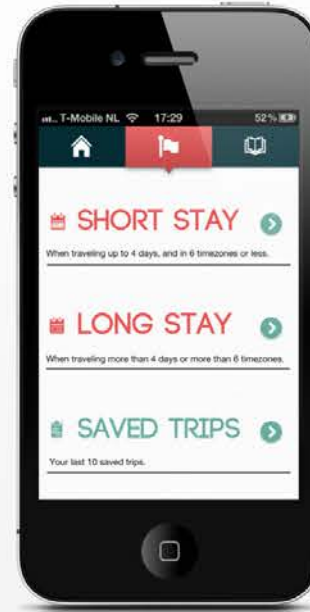 T-Mobile NL 17:29 52%
SHORT STAY
When traveling up to 4 days, and in 6 timezones or less.
LONG STAY
When traveling more than 4 days or more than 6 timezones.
SAVED TRIPS
Your last 10 saved trips.